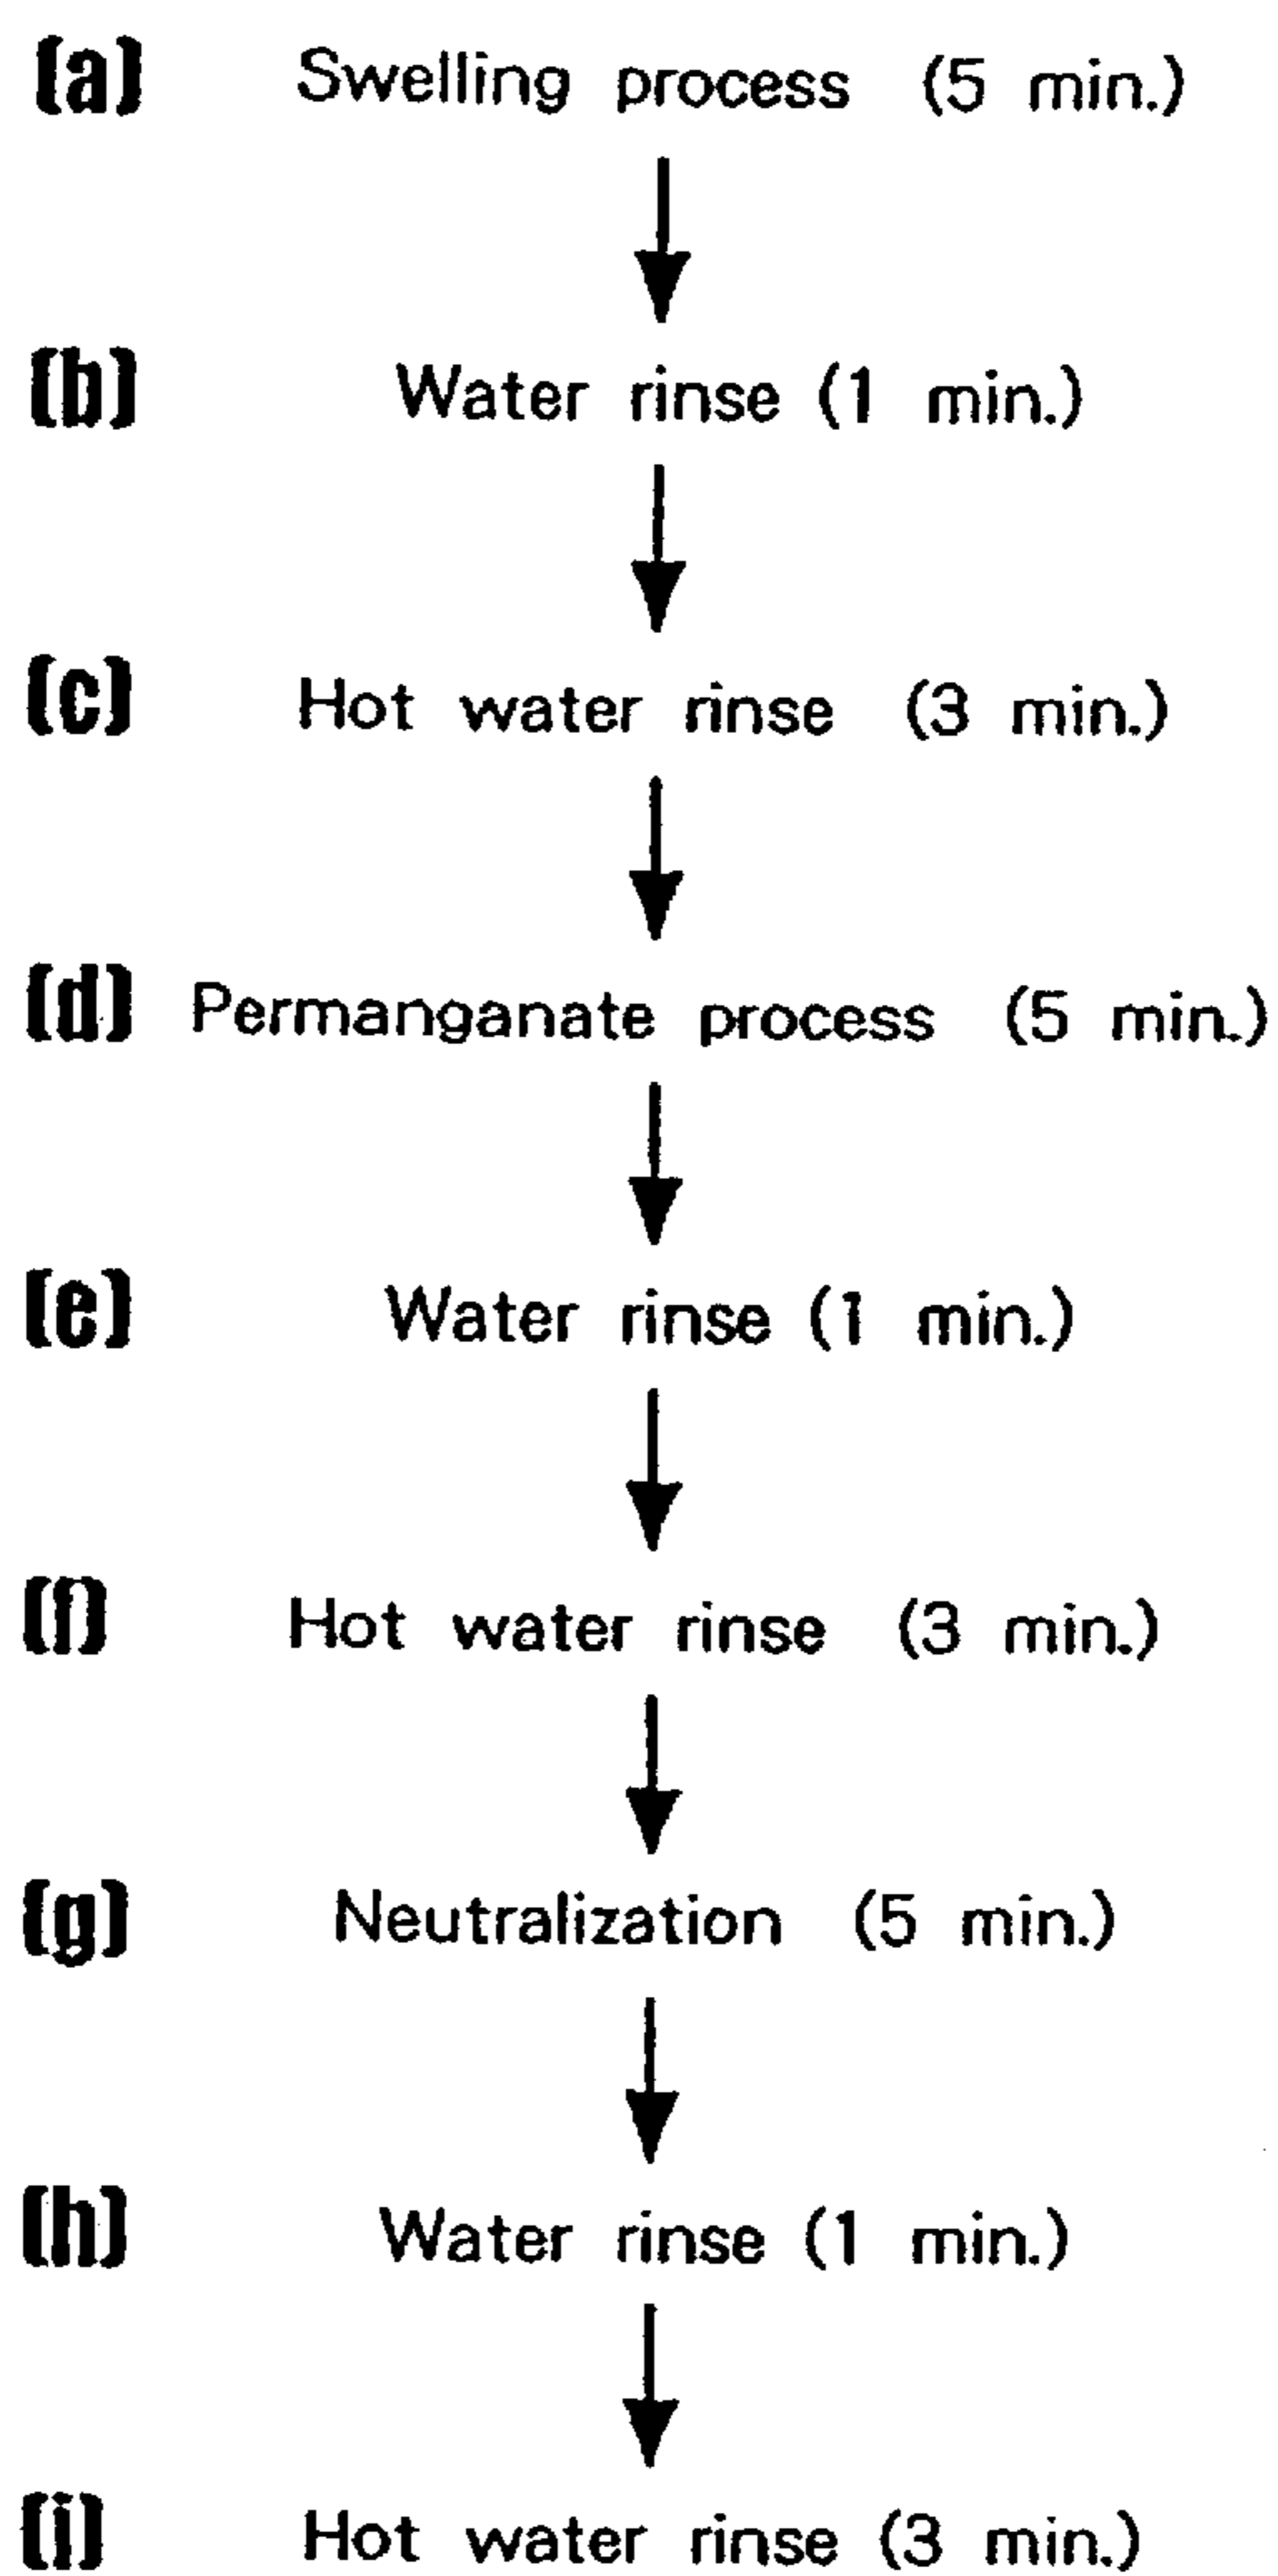 (a) Swelling process (5 min.)
(b) Water rinse (1 min.)
(c) Hot water rinse (3 min.)
(d) Permanganate process (5 min.)
(e) Water rinse (1 min.)
(f) Hot water rinse (3 min.)
(g) Neutralization (5 min.)
(h) Water rinse (1 min.)
(i) Hot water rinse (3 min.)